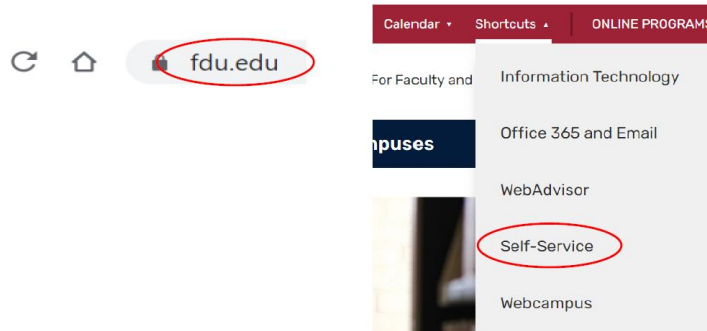 fdu.edu
Calendar Shortcuts ONLINE PROGRAMS
For Faculty and
Information Technology
Office 365 and Email
npuses
WebAdvisor
Self-Service
Webcampus